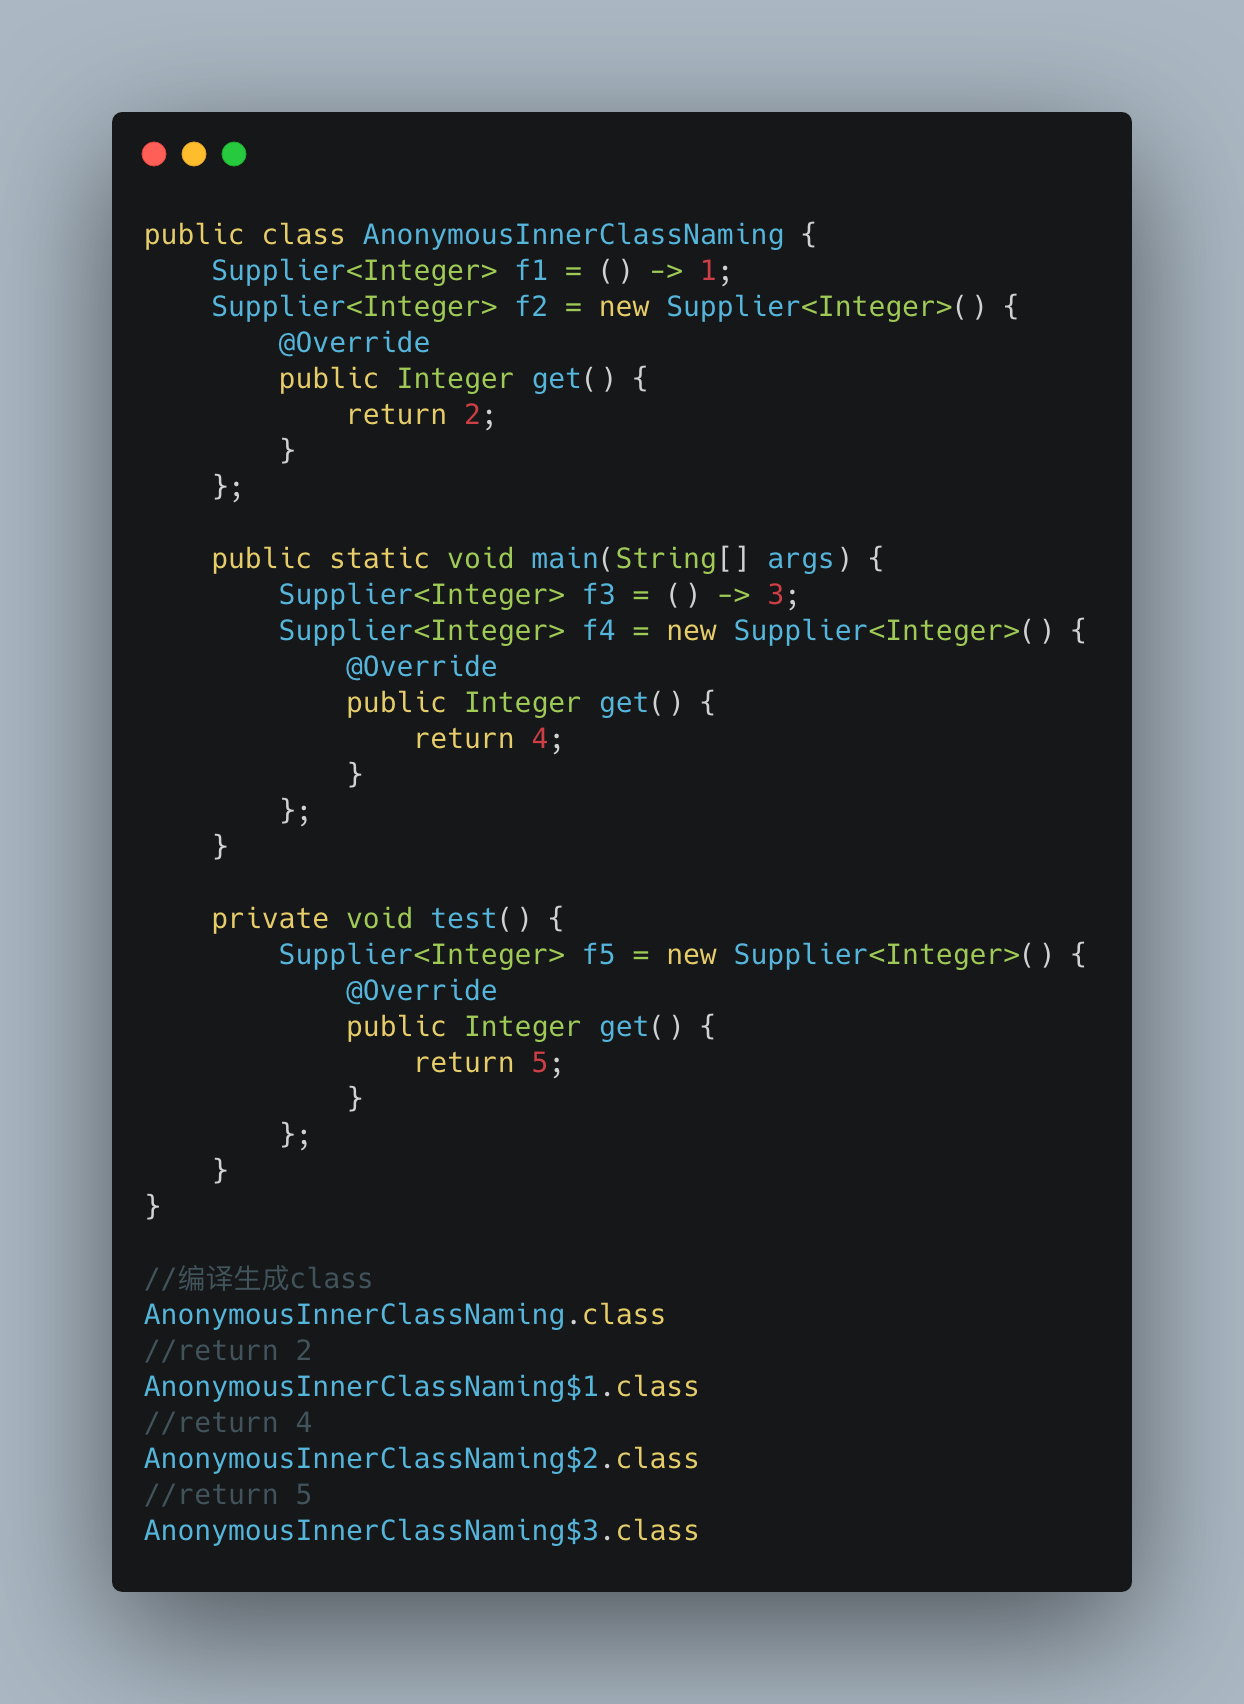 public class AnonymousInnerClassNaming {
    Supplier<Integer> f1 = () -> 1;
    Supplier<Integer> f2 = new Supplier<Integer>() {
        @Override
        public Integer get() {
            return 2;
        }
    };

    public static void main(String[] args) {
        Supplier<Integer> f3 = () -> 3;
        Supplier<Integer> f4 = new Supplier<Integer>() {
            @Override
            public Integer get() {
                return 4;
            }
        };
    }

    private void test() {
        Supplier<Integer> f5 = new Supplier<Integer>() {
            @Override
            public Integer get() {
                return 5;
            }
        };
    }
}

//编译生成class
AnonymousInnerClassNaming.class
//return 2
AnonymousInnerClassNaming$1.class
//return 4
AnonymousInnerClassNaming$2.class
//return 5
AnonymousInnerClassNaming$3.class